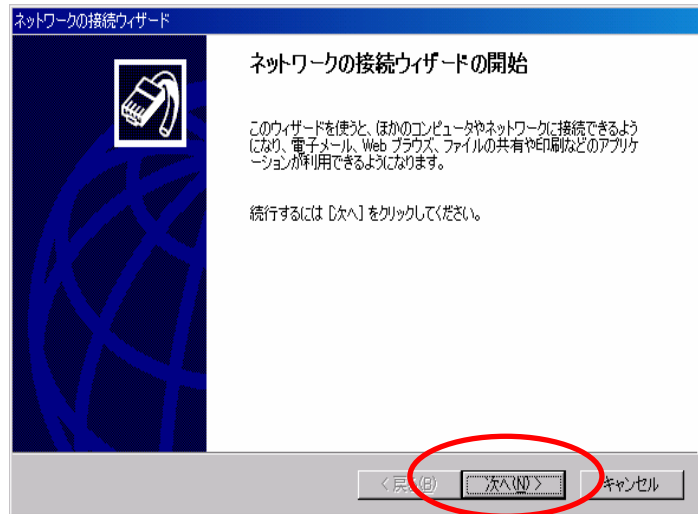 ネットワークの接続ウィザード
ネットワークの接続ウィザードの開始
このウィザードを使うと、ほかのコンピュータやネットワークに接続できるよう
になり、電子メール、Web ブラウズ、ファイルの共有や印刷などのアプリケ
ーションが利用できるようになります。
続行するには [次へ] をクリックしてください。
< 戻る(B)
次へ(N) >
キャンセル